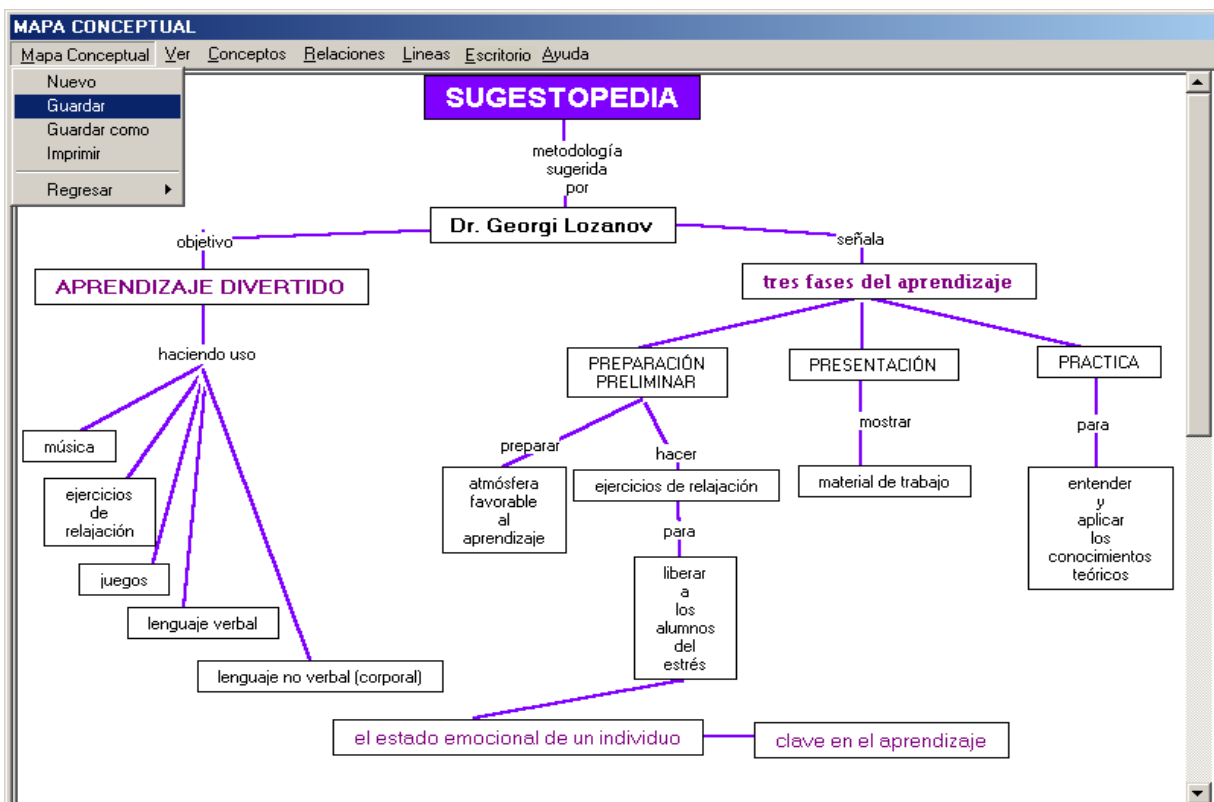 MAPA CONCEPTUAL
Mapa Conceptual Ver Conceptos Relaciones Lineas Escritorio Ayuda
Nuevo
Guardar
Guardar como
Imprimir
Regresar
SUGESTOPEDIA
metodología
sugerida
por
Dr. Georgi Lozanov
objetivo
APRENDIZAJE DIVERTIDO
haciendo uso
música
ejercicios
de
relajación
juegos
lenguaje verbal
lenguaje no verbal (corporal)
señala
tres fases del aprendizaje
PREPARACIÓN
PRELIMINAR
preparar
atmósfera
favorable
al
aprendizaje
hacer
ejercicios de relajación
para
liberar
a
los
alumnos
del
estrés
el estado emocional de un individuo
clave en el aprendizaje
PRESENTACIÓN
mostrar
material de trabajo
PRACTICA
para
entender
y
aplicar
los
conocimientos
teóricos